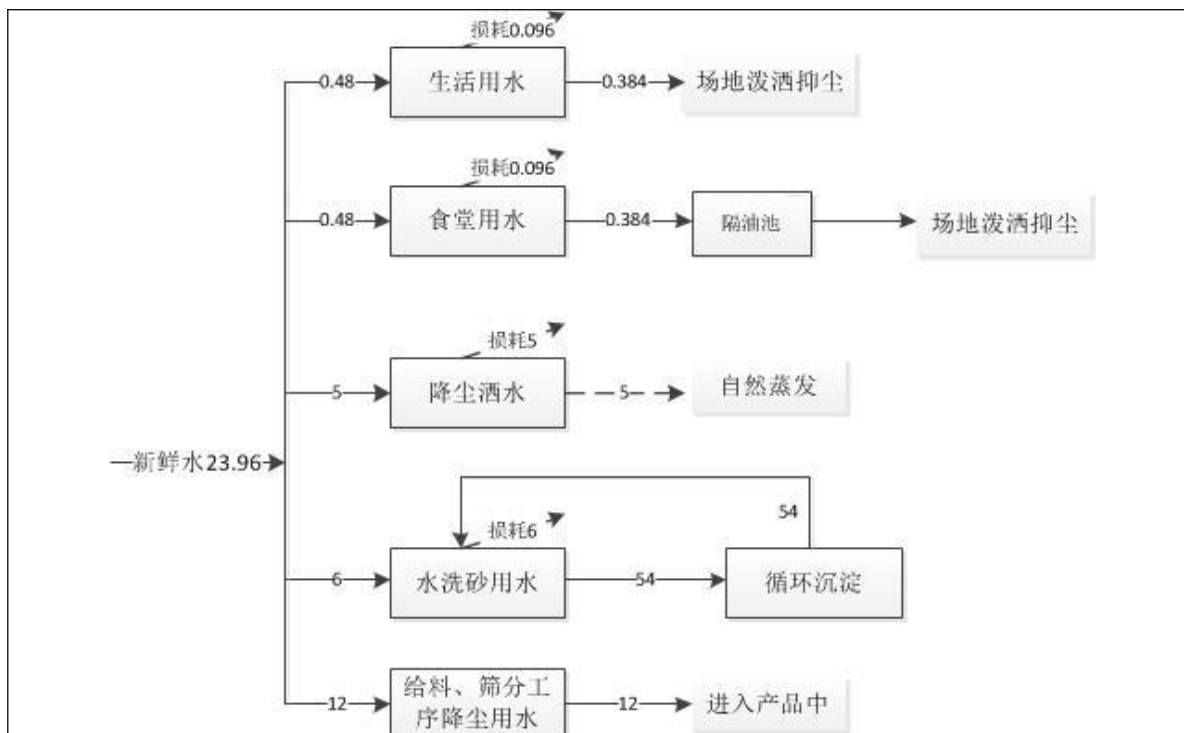 损耗0.096
0.48
生活用水
0.384
场地泼洒抑尘
损耗0.096
0.48
食堂用水
0.384
隔油池
场地泼洒抑尘
损耗5
5
降尘洒水
5
自然蒸发
新鲜水23.96
54
损耗6
6
水洗砂用水
54
循环沉淀
12
给料、筛分工
序降尘用水
12
进入产品中